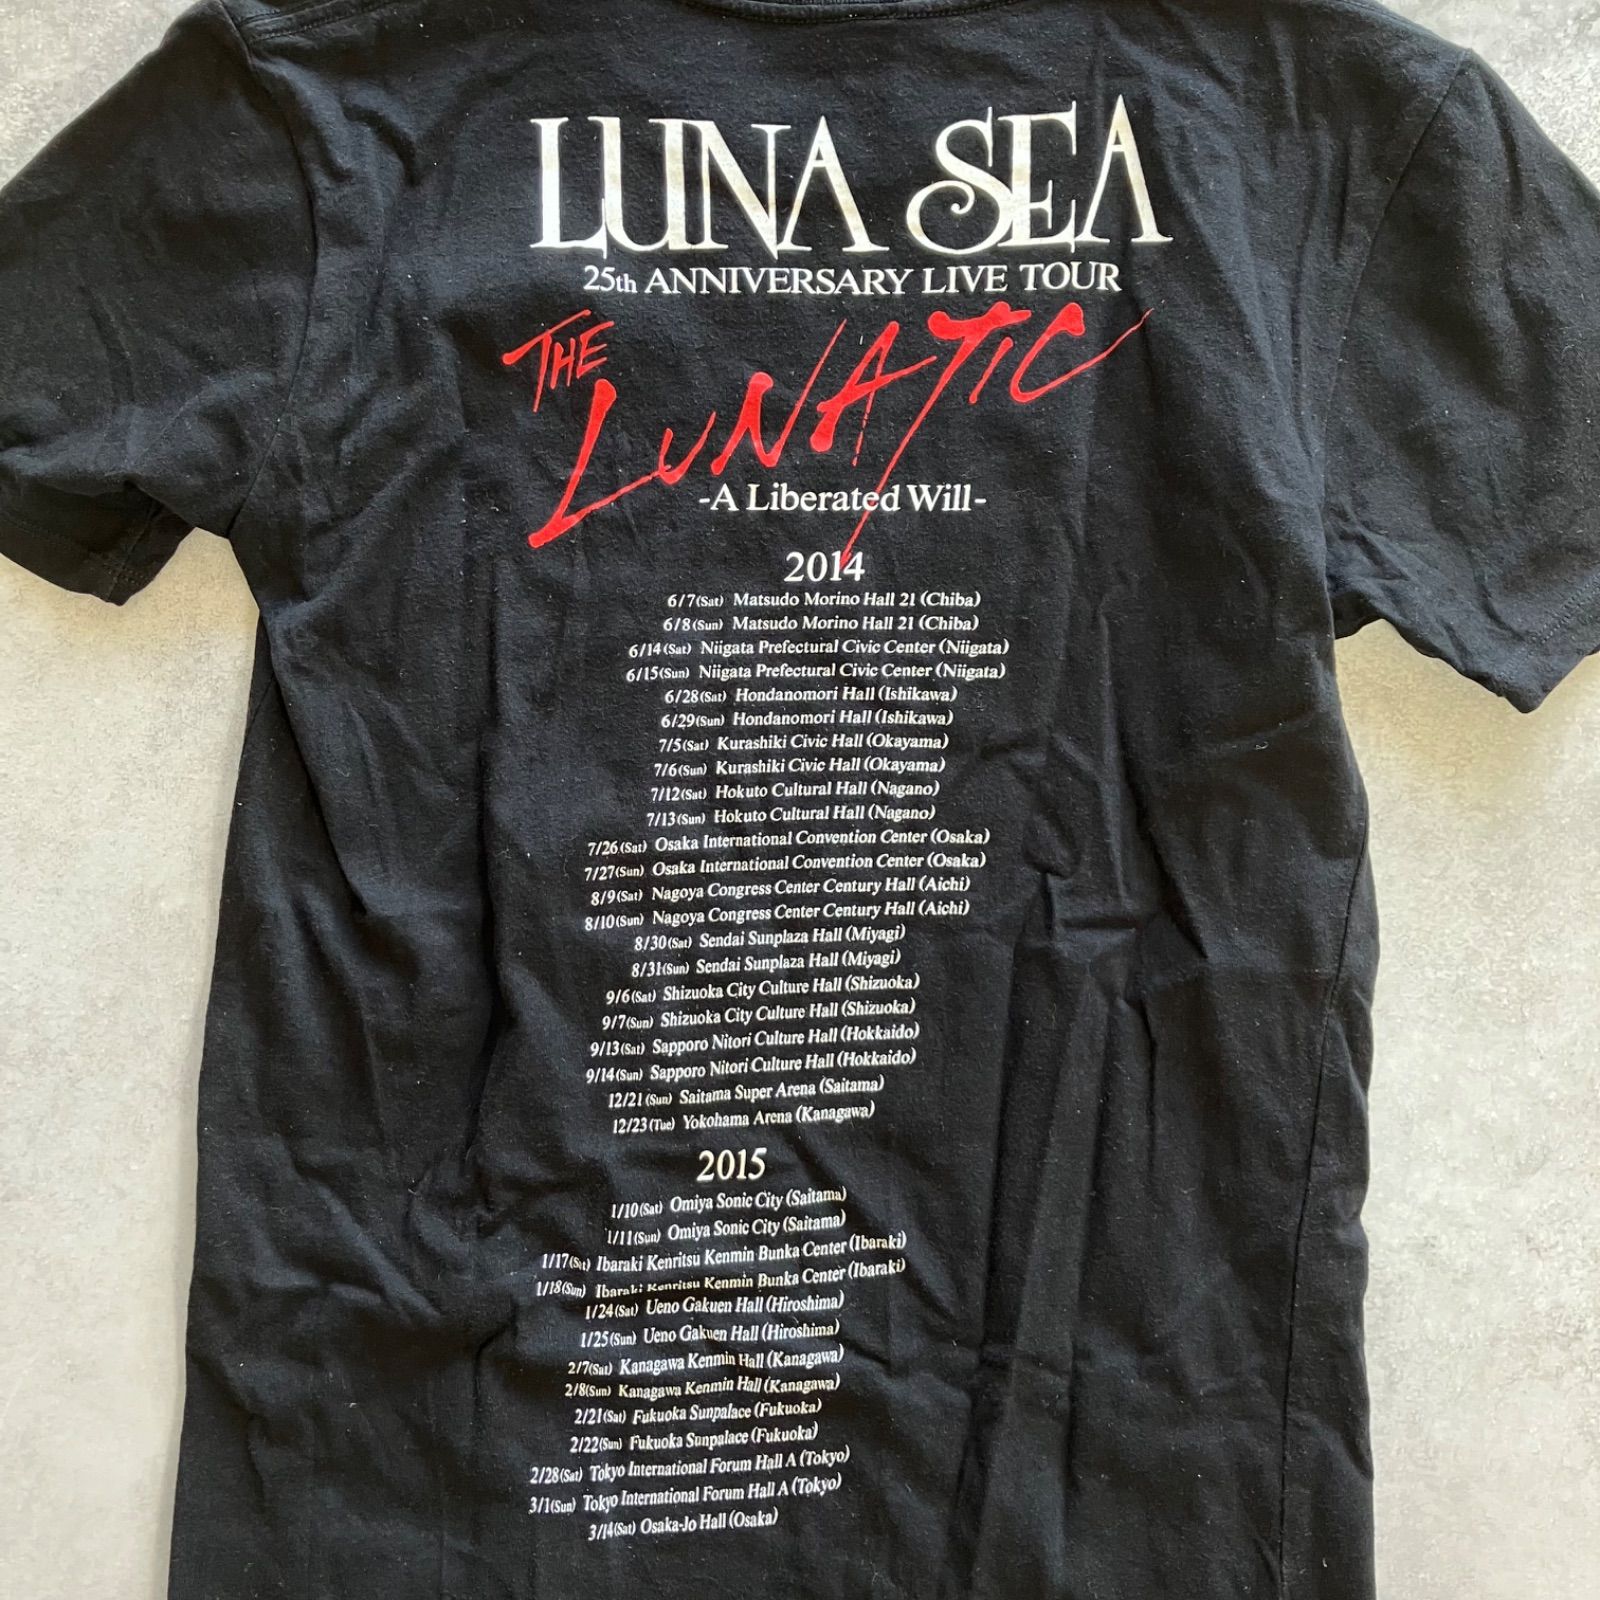 LUNA SEA
25th ANNIVERSARY LIVE TOUR
THE
LUNATIC
-A Liberated Will-
2014
6/7(Sat) Matsudo Morino Hall 21 (Chiba)
6/8(Sun) Matsudo Morino Hall 21 (Chiba)
6/14(Sat) Niigata Prefectural Civic Center (Niigata)
6/15(Sun) Niigata Prefectural Civic Center (Niigata)
6/28(Sat) Hondanomori Hall (Ishikawa)
6/29(Sun) Hondanomori Hall (Ishikawa)
7/5(Sat) Kurashiki Civic Hall (Okayama)
7/6(Sun) Kurashiki Civic Hall (Okayama)
7/12(Sat) Hokuto Cultural Hall (Nagano)
7/13(Sun) Hokuto Cultural Hall (Nagano)
7/26(Sat) Osaka International Convention Center (Osaka)
7/27(Sun) Osaka International Convention Center (Osaka)
8/9(Sat) Nagoya Congress Center Century Hall (Aichi)
8/10(Sun) Nagoya Congress Center Century Hall (Aichi)
8/30(Sat) Sendai Sunplaza Hall (Miyagi)
8/31(Sun) Sendai Sunplaza Hall (Miyagi)
9/6(Sat) Shizuoka City Culture Hall (Shizuoka)
9/7(Sun) Shizuoka City Culture Hall (Shizuoka)
9/13(Sat) Sapporo Nitori Culture Hall (Hokkaido)
9/14(Sun) Sapporo Nitori Culture Hall (Hokkaido)
12/21(Sun) Saitama Super Arena (Saitama)
12/23(Tue) Yokohama Arena (Kanagawa)
2015
1/10(Sat) Omiya Sonic City (Saitama)
1/11(Sun) Omiya Sonic City (Saitama)
1/17(Sat) Ibaraki Kenritsu Kenmin Bunka Center (Ibaraki)
1/18(Sun) Ibaraki Kenritsu Kenmin Bunka Center (Ibaraki)
1/24(Sat) Ueno Gakuen Hall (Hiroshima)
1/25(Sun) Ueno Gakuen Hall (Hiroshima)
2/7(Sat) Kanagawa Kenmin Hall (Kanagawa)
2/8(Sun) Kanagawa Kenmin Hall (Kanagawa)
2/21(Sat) Fukuoka Sunpalace (Fukuoka)
2/22(Sun) Fukuoka Sunpalace (Fukuoka)
2/28(Sat) Tokyo International Forum Hall A (Tokyo)
3/1(Sun) Tokyo International Forum Hall A (Tokyo)
3/14(Sat) Osaka-Jo Hall (Osaka)